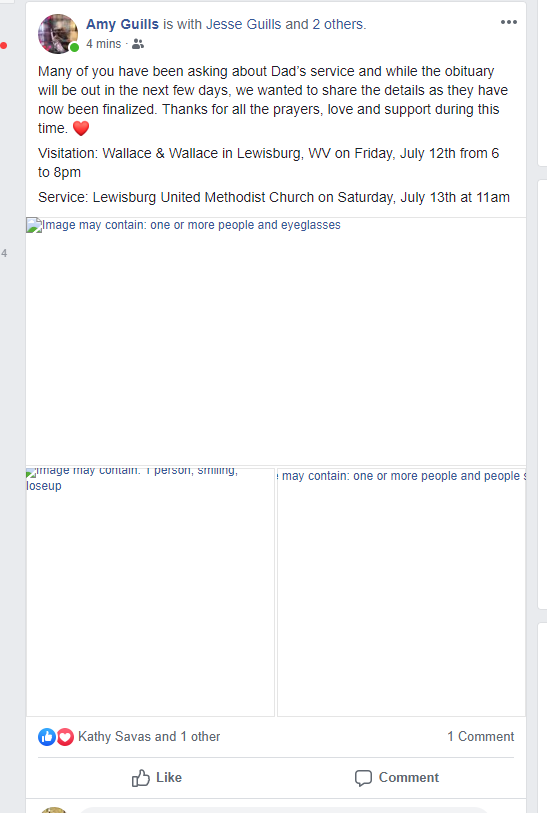 Amy Guills is with Jesse Guills and 2 others.
4 mins ·
Many of you have been asking about Dad's service and while the obituary
will be out in the next few days, we wanted to share the details as they have
now been finalized. Thanks for all the prayers, love and support during this
time. ❤️
Visitation: Wallace & Wallace in Lewisburg, WV on Friday, July 12th from 6
to 8pm
Service: Lewisburg United Methodist Church on Saturday, July 13th at 11am
4
Image may contain: one or more people and eyeglasses
Image may contain: 1 person, smiling,
loseup
may contain: one or more people and people s
Kathy Savas and 1 other
1 Comment
Like
Comment